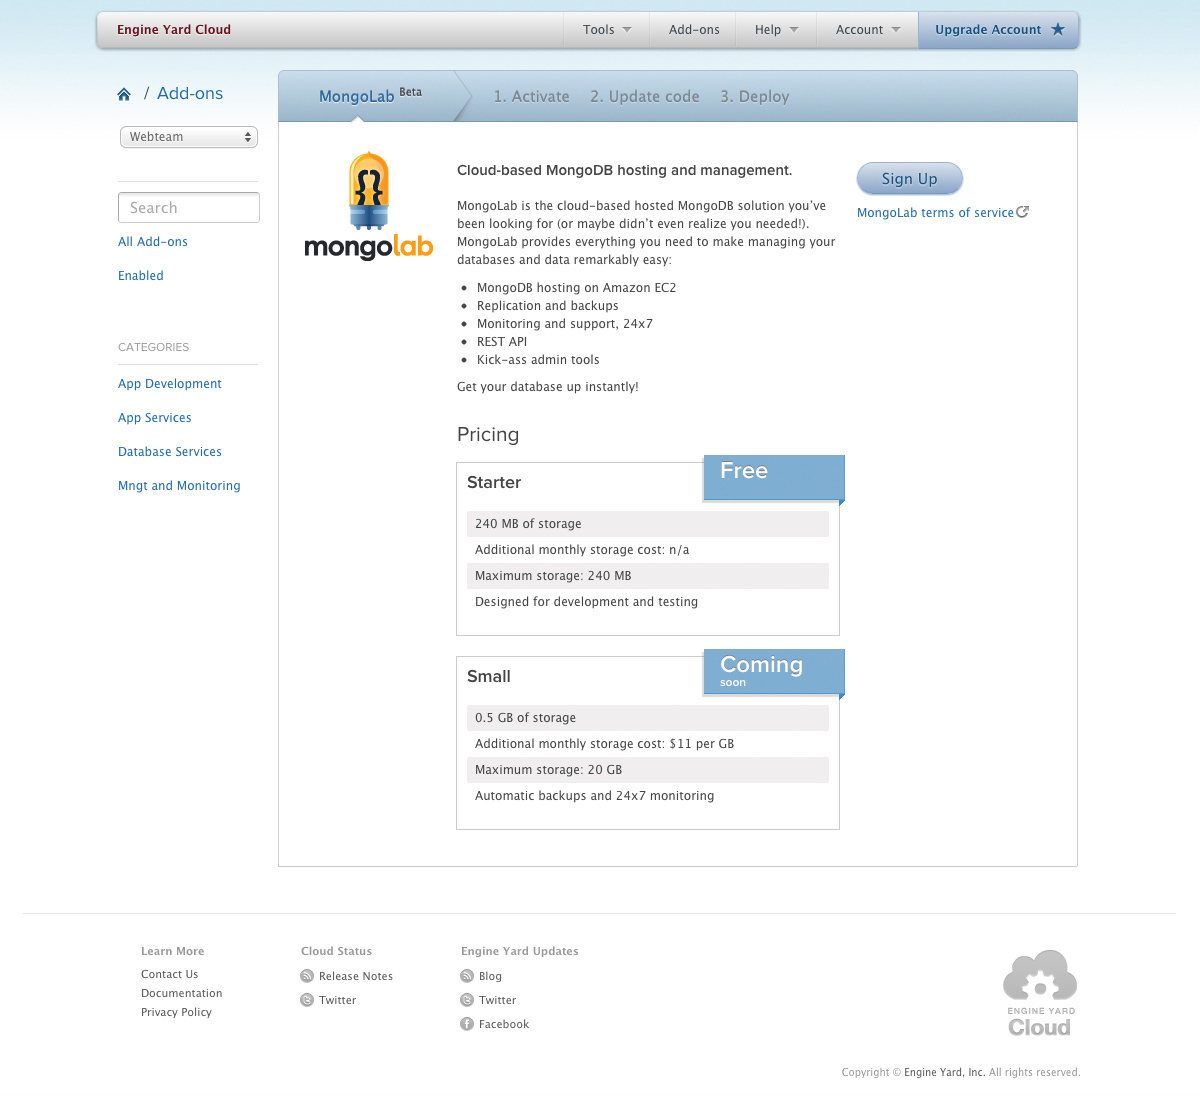 Engine Yard Cloud
Tools
Add-ons
Help
Account
Upgrade Account
/ Add-ons
Webteam
Search
All Add-ons
Enabled
CATEGORIES
App Development
App Services
Database Services
Mngt and Monitoring
MongoLab Beta
1. Activate
2. Update code
3. Deploy
{}
mongolab
Cloud-based MongoDB hosting and management.
MongoLab is the cloud-based hosted MongoDB solution you've
been looking for (or maybe didn't even realize you needed!).
MongoLab provides everything you need to make managing your
databases and data remarkably easy:
• MongoDB hosting on Amazon EC2
• Replication and backups
• Monitoring and support, 24x7
• REST API
• Kick-ass admin tools
Get your database up instantly!
Sign Up
MongoLab terms of service
Pricing
Starter
Free
240 MB of storage
Additional monthly storage cost: n/a
Maximum storage: 240 MB
Designed for development and testing
Small
Coming
soon
0.5 GB of storage
Additional monthly storage cost: $11 per GB
Maximum storage: 20 GB
Automatic backups and 24x7 monitoring
Learn More
Contact Us
Documentation
Privacy Policy
Cloud Status
Release Notes
Twitter
Engine Yard Updates
Blog
Twitter
Facebook
ENGINE YARD
Cloud
Copyright © Engine Yard, Inc. All rights reserved.